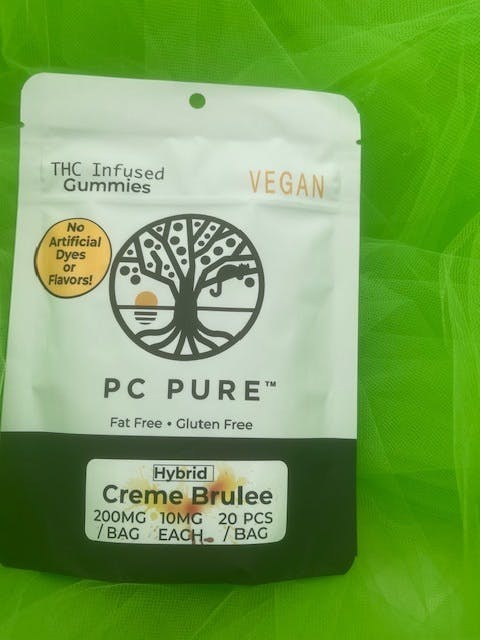 THC Infused
Gummies
VEGAN
No
Artificial
Dyes
or
Flavors!
PC PURE™
Fat Free • Gluten Free
Hybrid
Creme Brulee
200MG 10MG 20 PCS
/ BAG EACH / BAG